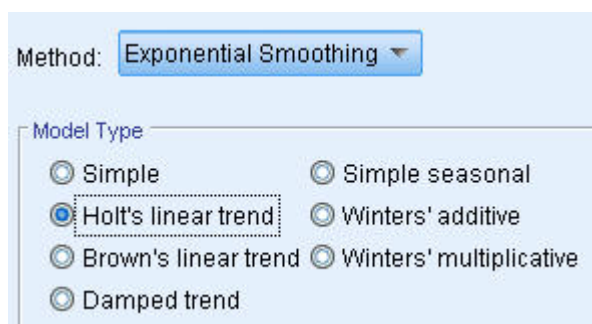 Method: Exponential Smoothing
Model Type
Simple
Simple seasonal
Holt's linear trend
Winters' additive
Brown's linear trend
Winters' multiplicative
Damped trend